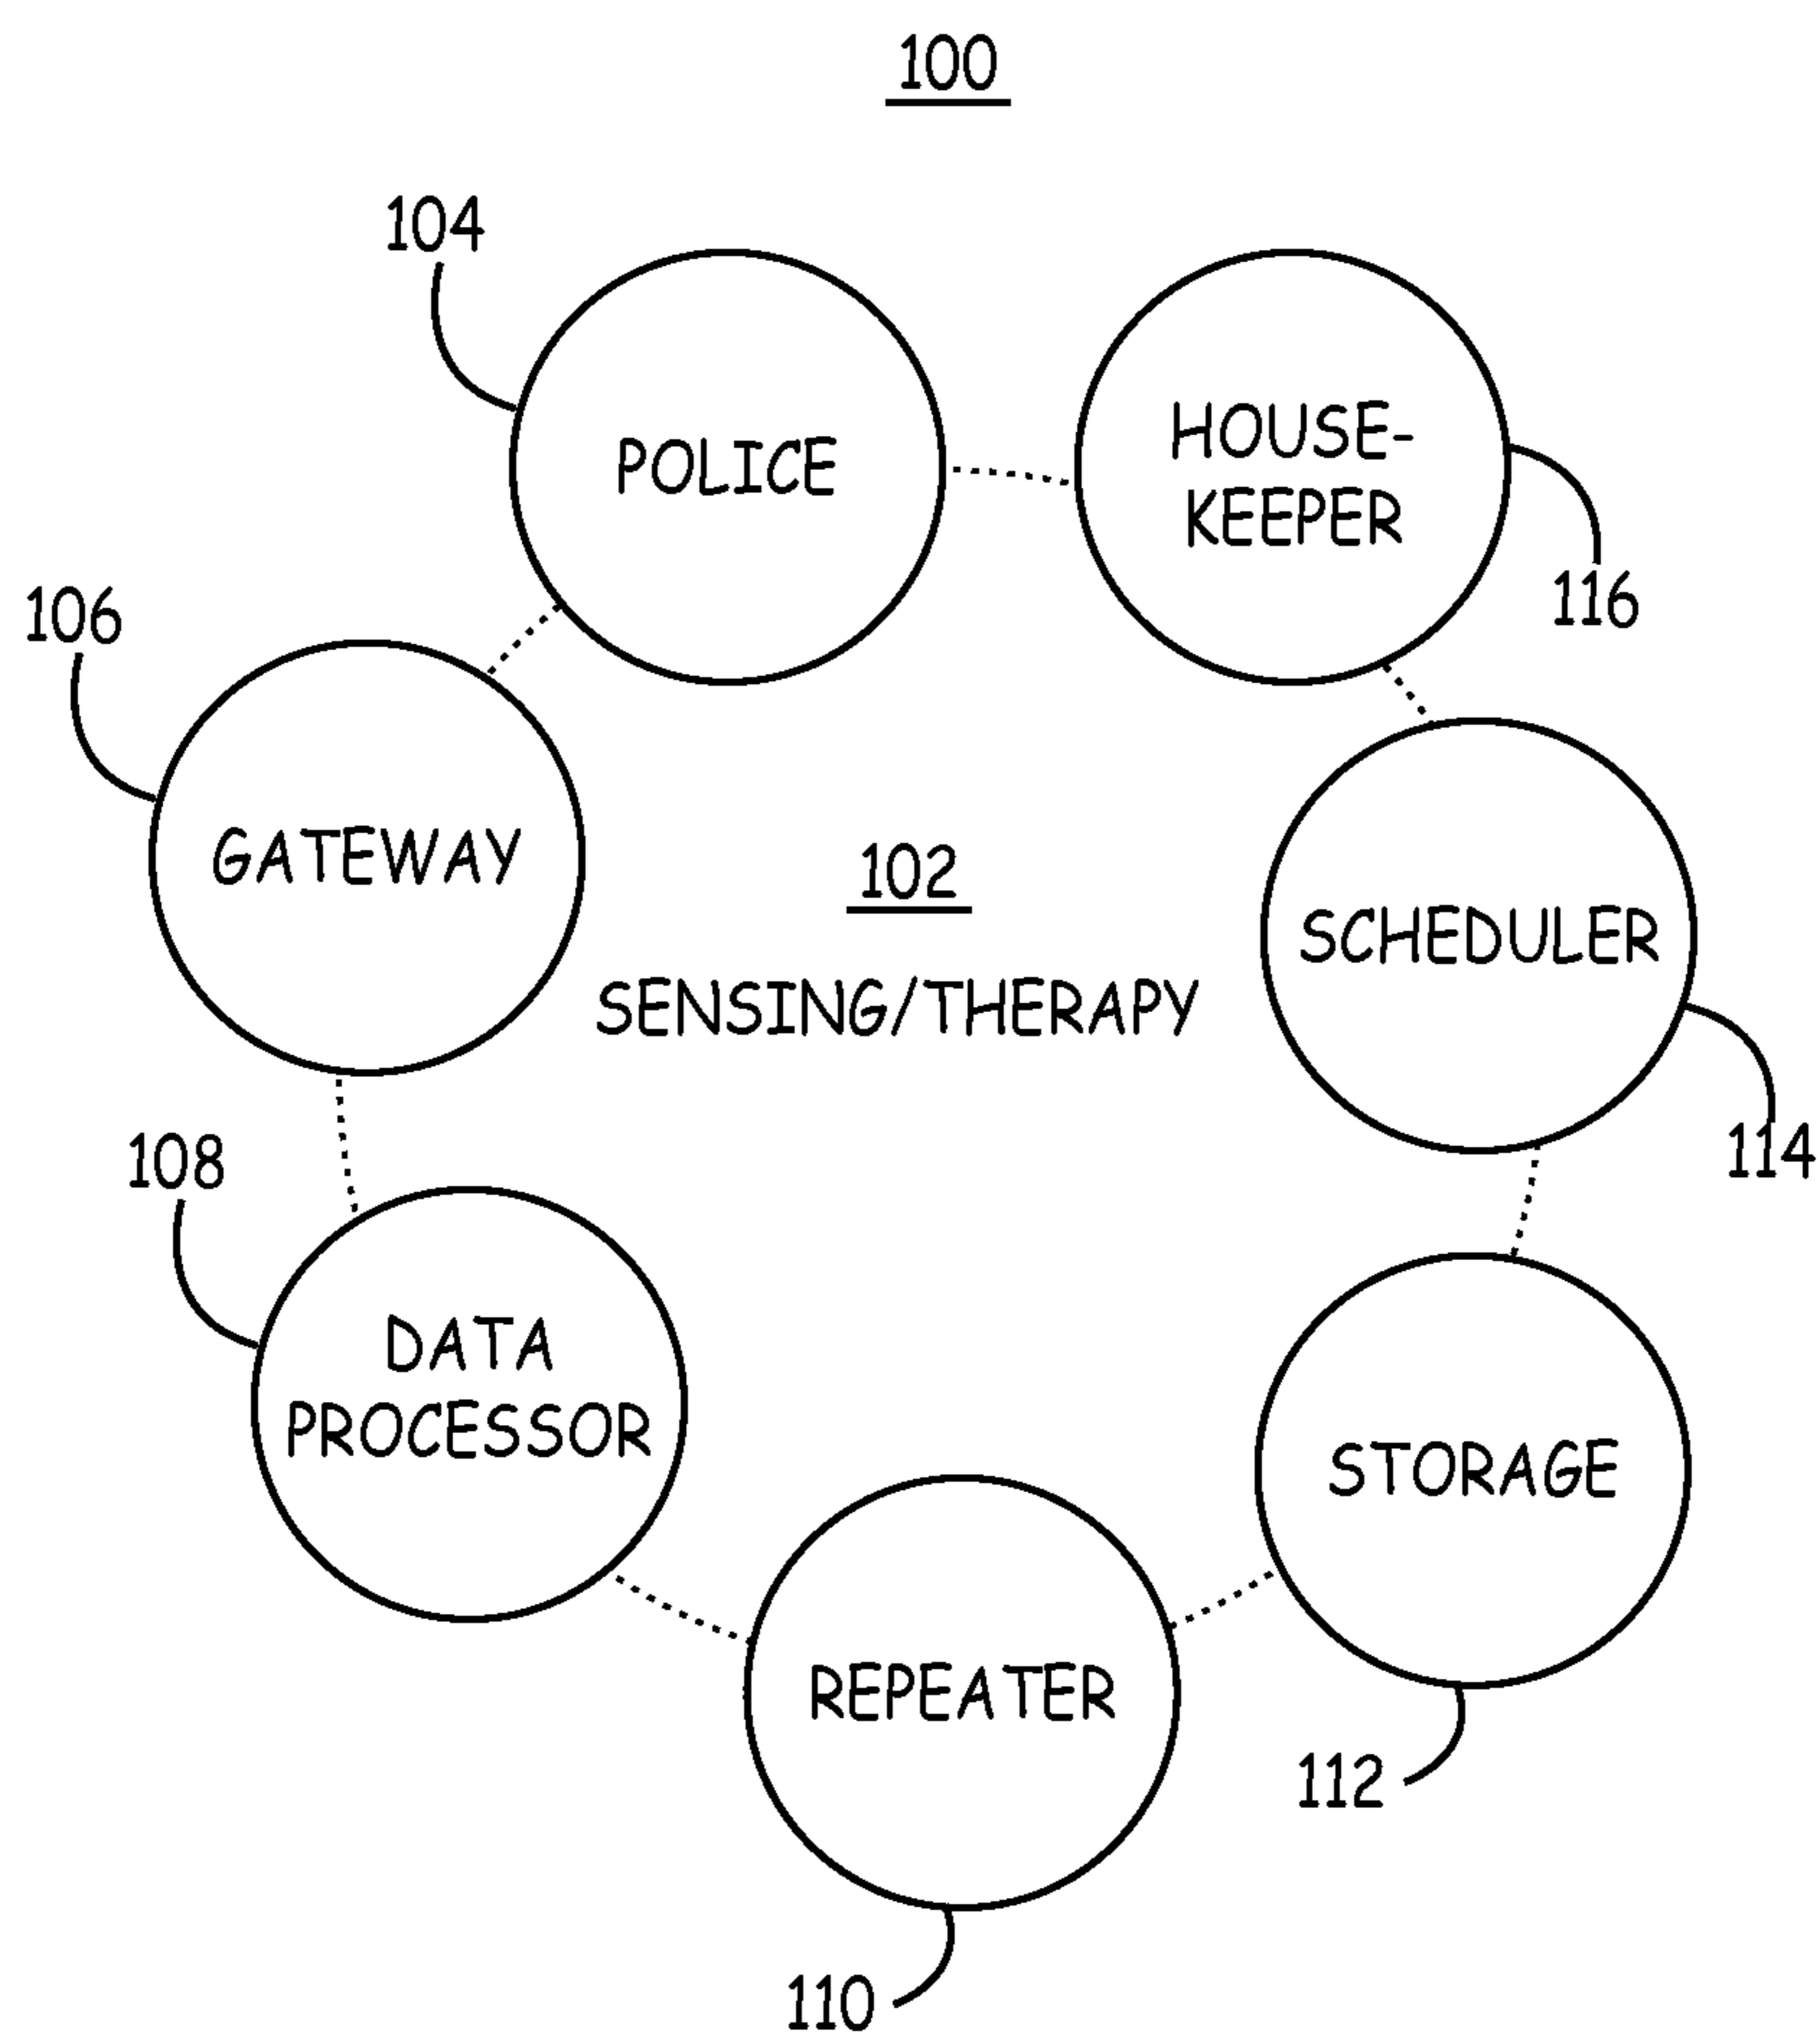 100
104
POLICE
HOUSE-
KEEPER
116
106
GATEWAY
102
SENSING/THERAPY
SCHEDULER
114
108
DATA
PROCESSOR
STORAGE
REPEATER
112
110